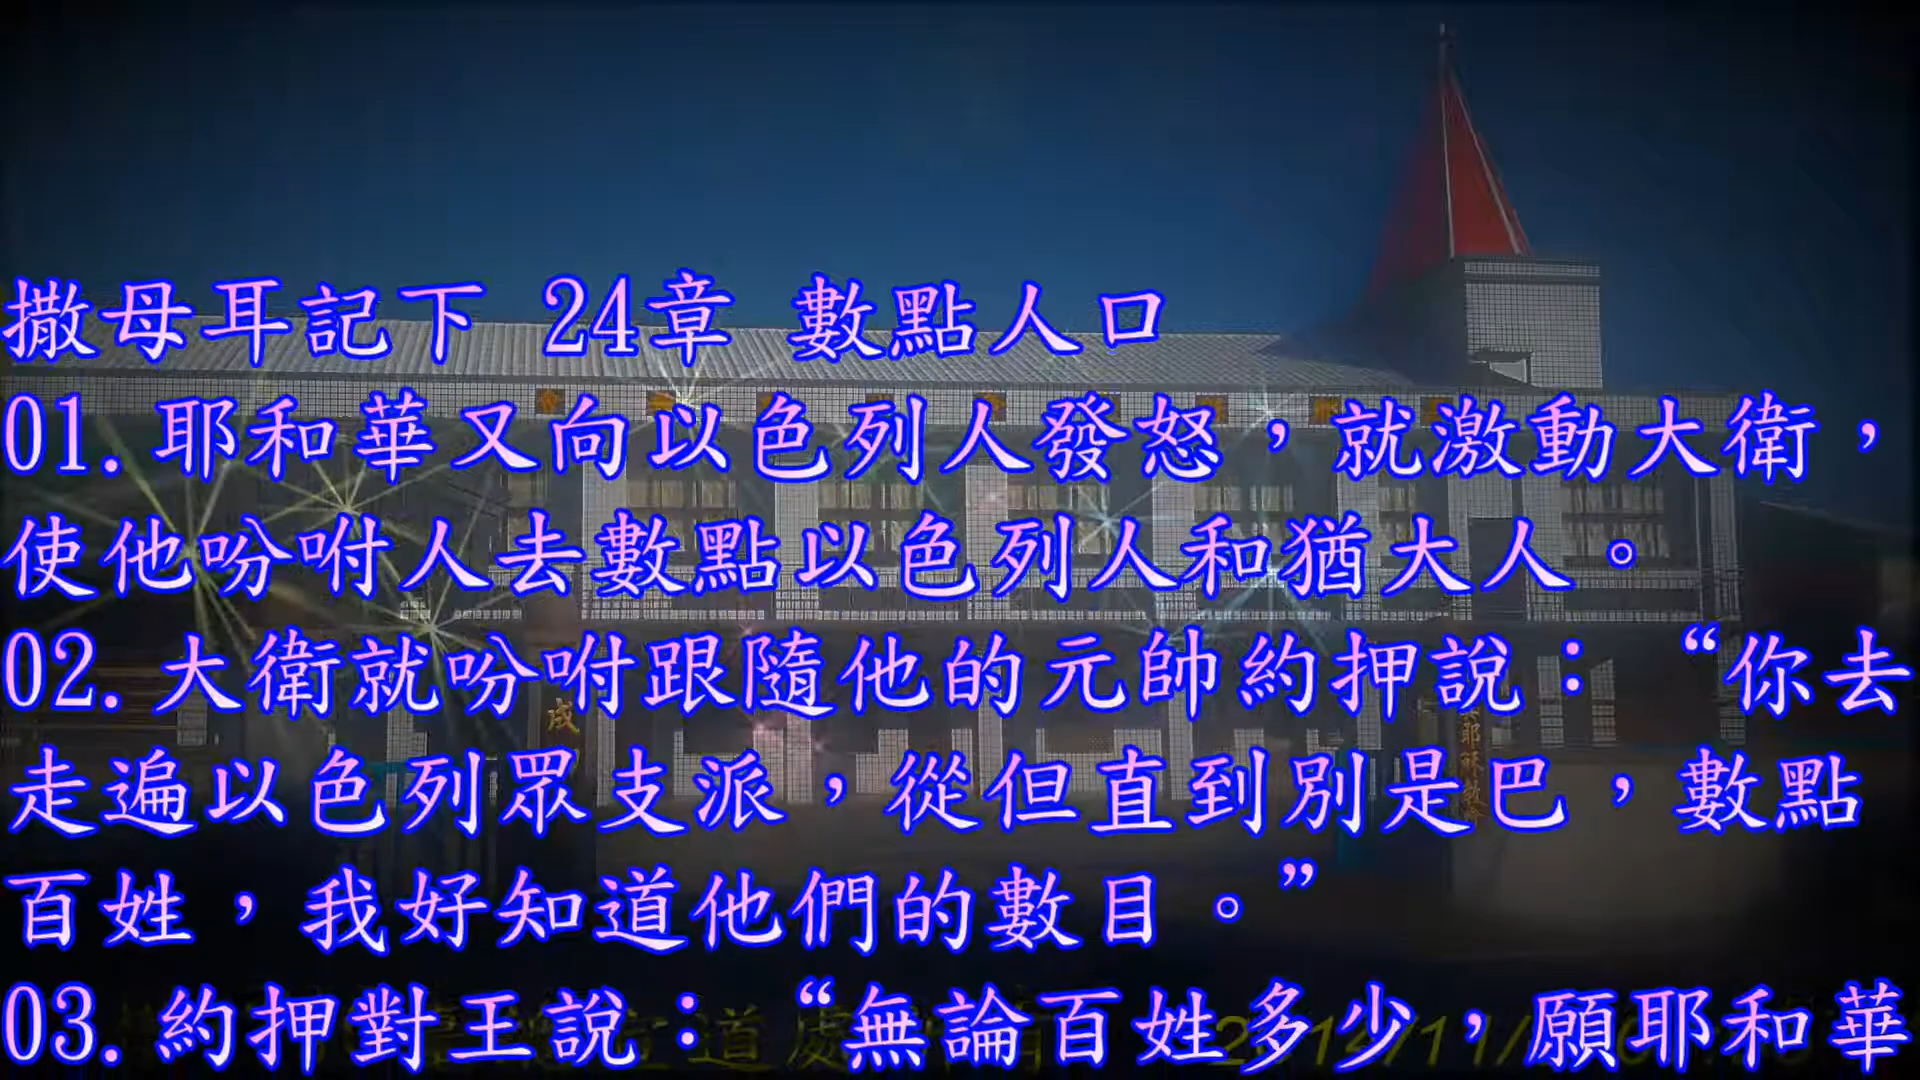 撒母耳記下 24章 數點人口
01.耶和華又向以色列人發怒，就激動大衛，
使他吩咐人去數點以色列人和猶大人。
02.大衛就吩咐跟隨他的元帥約押說：“你去
走遍以色列眾支派，從但直到別是巴，數點
百姓，我好知道他們的數目。”
03.約押對王說：“無論百姓多少，願耶和華